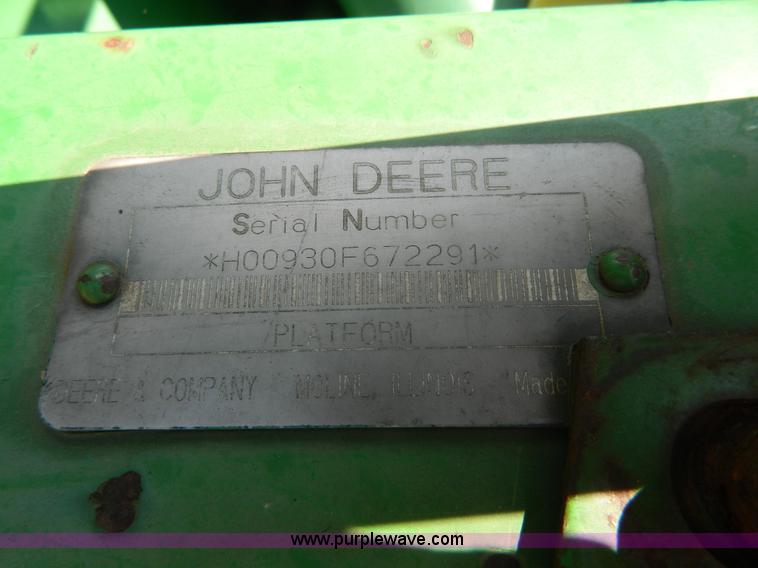 JOHN DEERE
Serial Number
*H00930F672291*
PLATFORM
DEERE & COMPANY MOLINE, ILLINOIS Made
www.purplewave.com